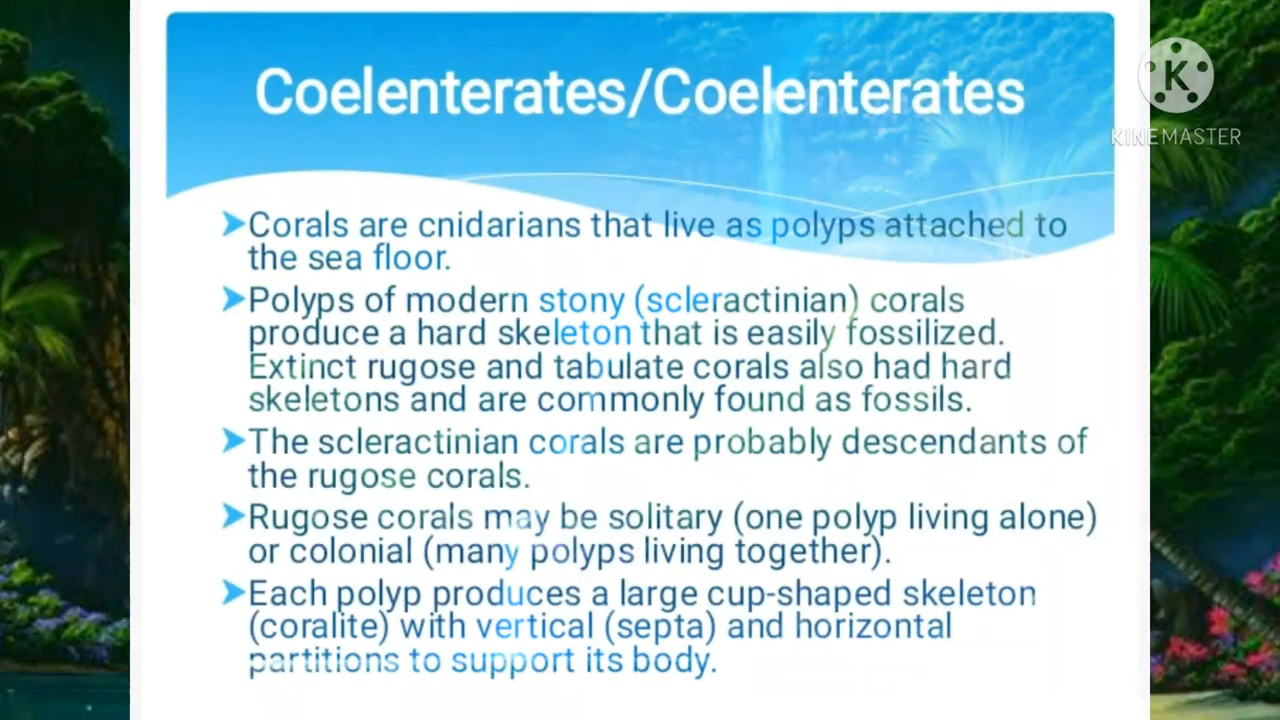 Coelenterates/Coelenterates
K
KINEMASTER
➤Corals are cnidarians that live as polyps attached to
the sea floor.
➤Polyps of modern stony (scleractinian) corals
produce a hard skeleton that is easily fossilized.
Extinct rugose and tabulate corals also had hard
skeletons and are commonly found as fossils.
➤The scleractinian corals are probably descendants of
the rugose corals.
➤Rugose corals may be solitary (one polyp living alone)
or colonial (many polyps living together).
➤Each polyp produces a large cup-shaped skeleton
(coralite) with vertical (septa) and horizontal
partitions to support its body.